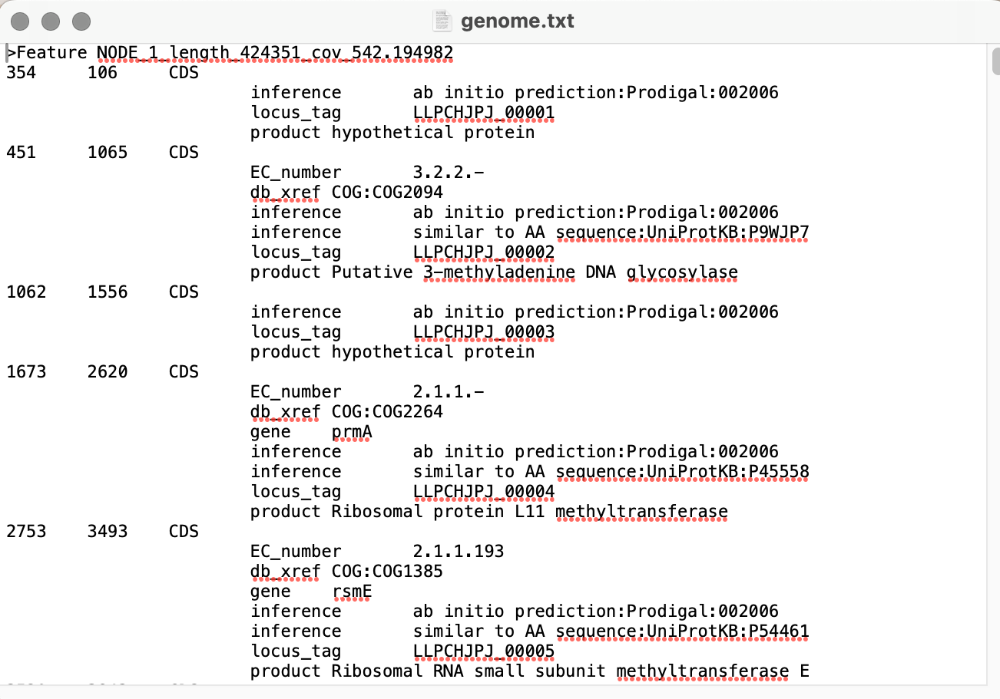 genome.txt
>Feature NODE_1_length_424351_cov_542.194982
354 106 CDS
inference ab initio prediction:Prodigal:002006
locus_tag LLPCHJPJ_00001
product hypothetical protein
451 1065 CDS
EC_number 3.2.2.-
db_xref COG:COG2094
inference ab initio prediction:Prodigal:002006
inference similar to AA sequence:UniProtKB:P9WJP7
locus_tag LLPCHJPJ_00002
product Putative 3-methyladenine DNA glycosylase
1062 1556 CDS
inference ab initio prediction:Prodigal:002006
locus_tag LLPCHJPJ_00003
product hypothetical protein
1673 2620 CDS
EC_number 2.1.1.-
db_xref COG:COG2264
gene prmA
inference ab initio prediction:Prodigal:002006
inference similar to AA sequence:UniProtKB:P45558
locus_tag LLPCHJPJ_00004
product Ribosomal protein L11 methyltransferase
2753 3493 CDS
EC_number 2.1.1.193
db_xref COG:COG1385
gene rsmE
inference ab initio prediction:Prodigal:002006
inference similar to AA sequence:UniProtKB:P54461
locus_tag LLPCHJPJ_00005
product Ribosomal RNA small subunit methyltransferase E